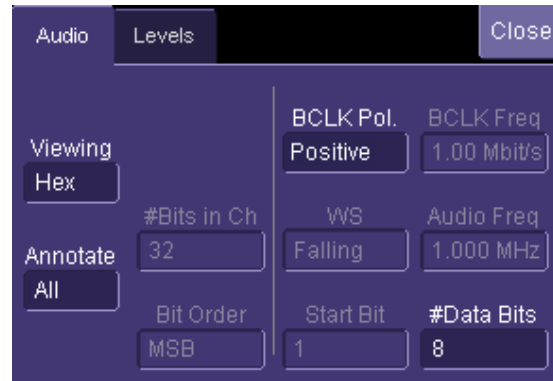 Audio
Levels
Close
Viewing
Hex
Annotate
All
#Bits in Ch
32
Bit Order
MSB
BCLK Pol.
Positive
WS
Falling
Start Bit
1
BCLK Freq
1.00 Mbit/s
Audio Freq
1.000 MHz
#Data Bits
8